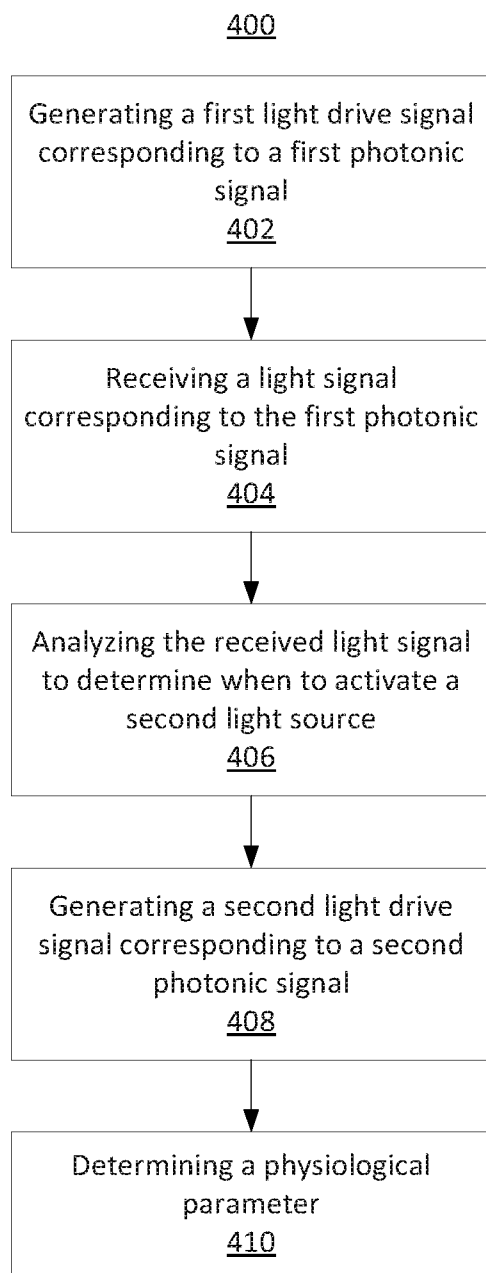 400
Generating a first light drive signal
corresponding to a first photonic
signal
402
Receiving a light signal
corresponding to the first photonic
signal
404
Analyzing the received light signal
to determine when to activate a
second light source
406
Generating a second light drive
signal corresponding to a second
photonic signal
408
Determining a physiological
parameter
410